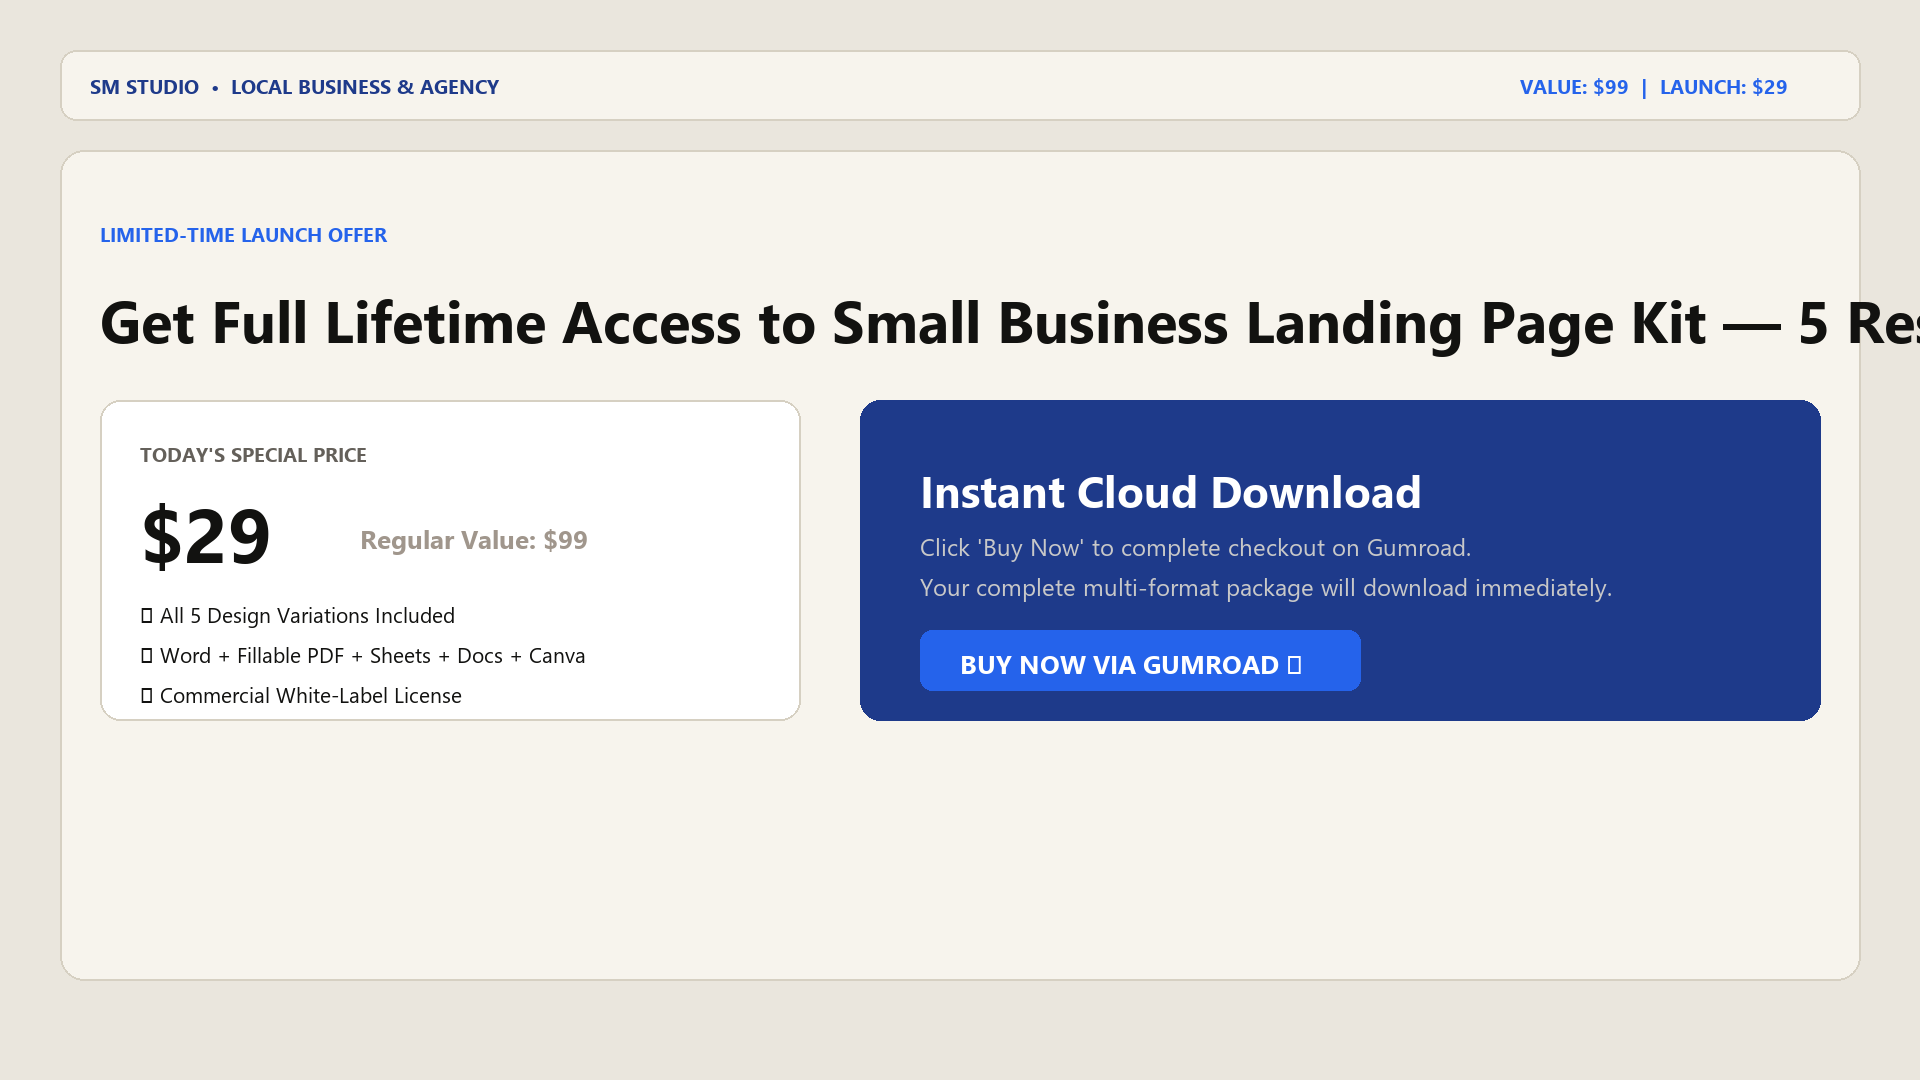 SM STUDIO • LOCAL BUSINESS & AGENCY
VALUE: $99 | LAUNCH: $29
LIMITED-TIME LAUNCH OFFER
Get Full Lifetime Access to Small Business Landing Page Kit — 5
TODAY'S SPECIAL PRICE
$29
Regular Value: $99
All 5 Design Variations Included
Word + Fillable PDF + Sheets + Docs + Canva
Commercial White-Label License
Instant Cloud Download
Click 'Buy Now' to complete checkout on Gumroad.
Your complete multi-format package will download immediately.
BUY NOW VIA GUMROAD